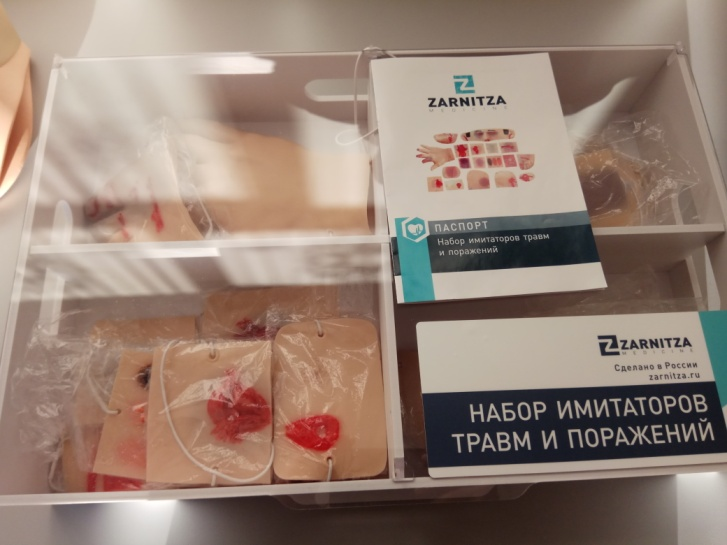 ZARNITZA
MEDICINE
ПАСПОРТ
Набор имитаторов травм
и поражений
ZARNITZA
MEDICINE
Сделано в России
zarnitza.ru
НАБОР ИМИТАТОРОВ
ТРАВМ И ПОРАЖЕНИЙ